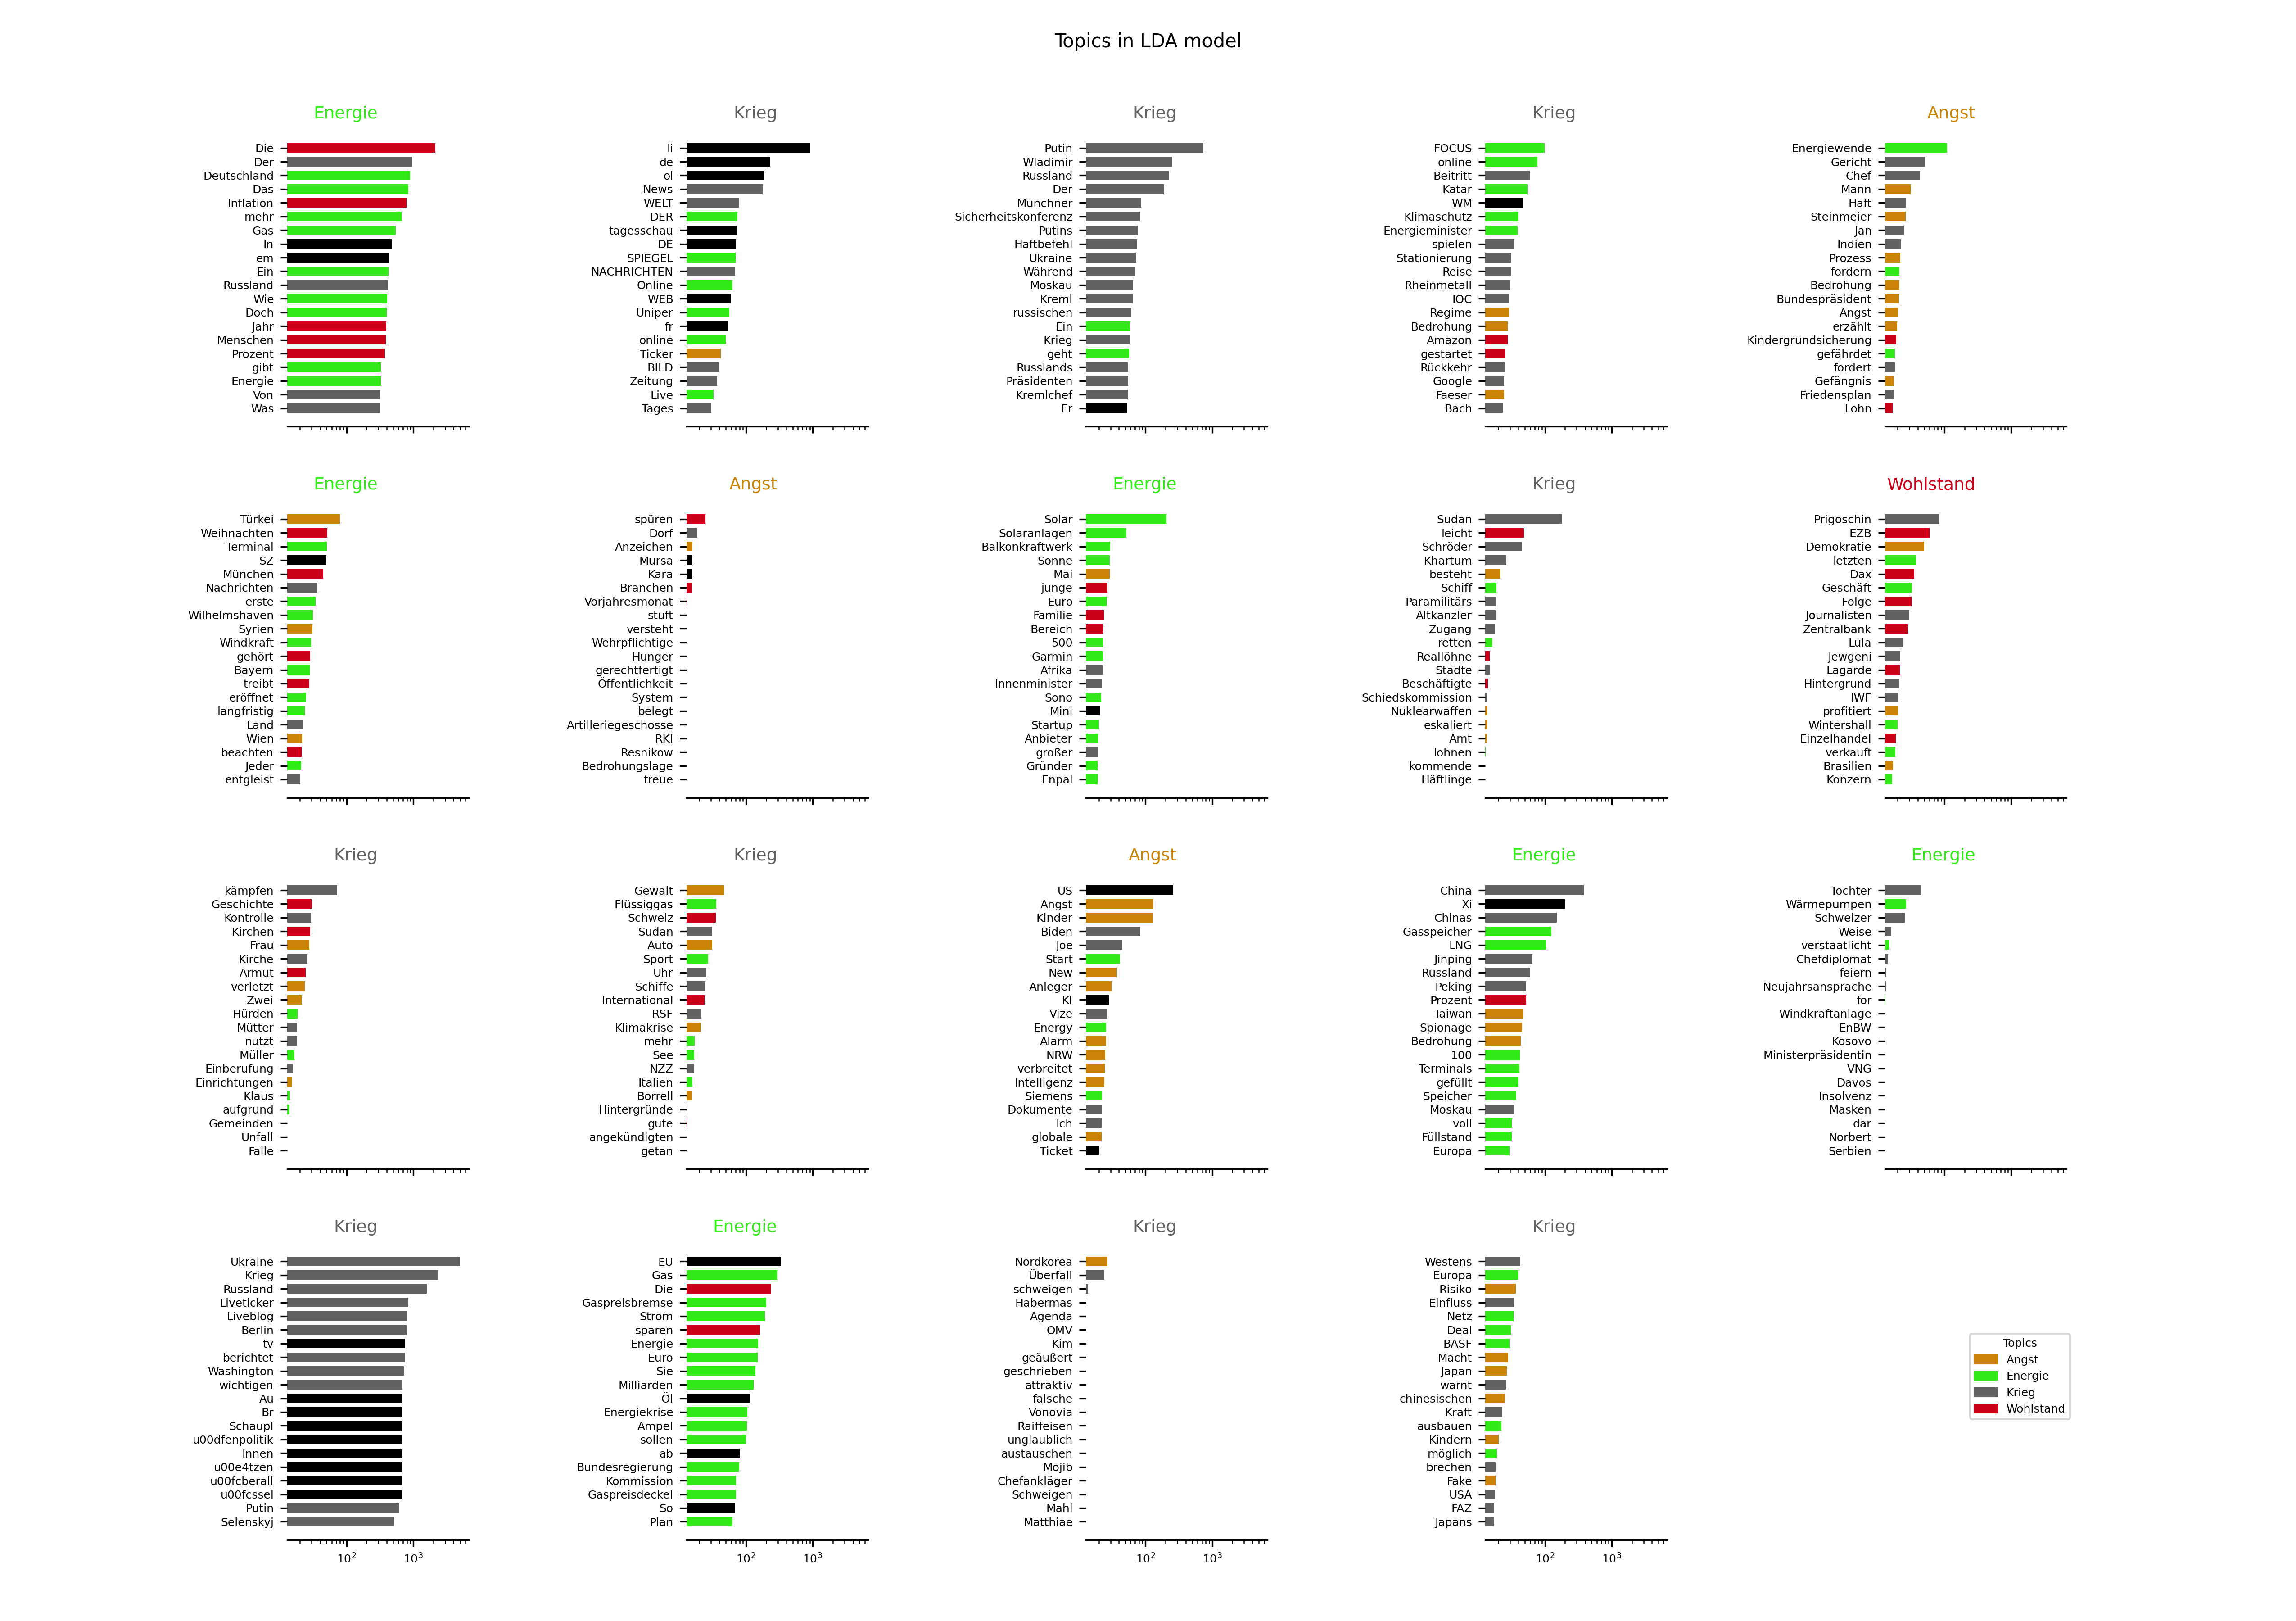 Topics in LDA model
Energie
Die
Der
Deutschland
Das
Inflation
mehr
Gas
In
em
Ein
Russland
Wie
Doch
Jahr
Menschen
Prozent
gibt
Energie
Von
Was
Krieg
li
de
ol
News
WELT
DER
tagesschau
DE
SPIEGEL
NACHRICHTEN
Online
WEB
Uniper
fr
online
Ticker
BILD
Zeitung
Live
Tages
Krieg
Putin
Wladimir
Russland
Der
Münchner
Sicherheitskonferenz
Putins
Haftbefehl
Ukraine
Während
Moskau
Kreml
russischen
Ein
Krieg
geht
Russlands
Präsidenten
Kremlchef
Er
Krieg
FOCUS
online
Beitritt
Katar
WM
Klimaschutz
Energieminister
spielen
Stationierung
Reise
Rheinmetall
IOC
Regime
Bedrohung
Amazon
gestartet
Rückkehr
Google
Faeser
Bach
Angst
Energiewende
Gericht
Chef
Mann
Haft
Steinmeier
Jan
Indien
Prozess
fordern
Bedrohung
Bundespräsident
Angst
erzählt
Kindergrundsicherung
gefährdet
fordert
Gefängnis
Friedensplan
Lohn
Energie
Türkei
Weihnachten
Terminal
SZ
München
Nachrichten
erste
Wilhelmshaven
Syrien
Windkraft
gehört
Bayern
treibt
eröffnet
langfristig
Land
Wien
beachten
Jeder
entgleist
Angst
spüren
Dorf
Anzeichen
Mursa
Kara
Branchen
Vorjahresmonat
stuft
versteht
Wehrpflichtige
Hunger
gerechtfertigt
Öffentlichkeit
System
belegt
Artilleriegeschosse
RKI
Resnikow
Bedrohungslage
treue
Energie
Solar
Solaranlagen
Balkonkraftwerk
Sonne
Mai
junge
Euro
Familie
Bereich
500
Garmin
Afrika
Innenminister
Sono
Mini
Startup
Anbieter
großer
Gründer
Enpal
Krieg
Sudan
leicht
Schröder
Khartum
besteht
Schiff
Paramilitärs
Altkanzler
Zugang
retten
Reallöhne
Städte
Beschäftigte
Schiedskommission
Nuklearwaffen
eskaliert
Amt
lohnen
kommende
Häftlinge
Wohlstand
Prigoschin
EZB
Demokratie
letzten
Dax
Geschäft
Folge
Journalisten
Zentralbank
Lula
Jewgeni
Lagarde
Hintergrund
IWF
profitiert
Wintershall
Einzelhandel
verkauft
Brasilien
Konzern
Krieg
kämpfen
Geschichte
Kontrolle
Kirchen
Frau
Kirche
Armut
verletzt
Zwei
Hürden
Mütter
nutzt
Müller
Einberufung
Einrichtungen
Klaus
aufgrund
Gemeinden
Unfall
Falle
Krieg
Gewalt
Flüssiggas
Schweiz
Sudan
Auto
Sport
Uhr
Schiffe
International
RSF
Klimakrise
mehr
See
NZZ
Italien
Borrell
Hintergründe
gute
angekündigten
getan
Angst
US
Angst
Kinder
Biden
Joe
Start
New
Anleger
KI
Vize
Energy
Alarm
NRW
verbreitet
Intelligenz
Siemens
Dokumente
Ich
globale
Ticket
Energie
China
Xi
Chinas
Gasspeicher
LNG
Jinping
Russland
Peking
Prozent
Taiwan
Spionage
Bedrohung
100
Terminals
gefüllt
Speicher
Moskau
voll
Füllstand
Europa
Energie
Tochter
Wärmepumpen
Schweizer
Weise
verstaatlicht
Chefdiplomat
feiern
Neujahrsansprache
for
Windkraftanlage
EnBW
Kosovo
Ministerpräsidentin
VNG
Davos
Insolvenz
Masken
dar
Norbert
Serbien
Krieg
Ukraine
Krieg
Russland
Liveticker
Liveblog
Berlin
tv
berichtet
Washington
wichtigen
Au
Br
Schaupl
u00dfenpolitik
Innen
u00e4tzen
u00fcberall
u00fcssel
Putin
Selenskyj
10²
10³
Energie
EU
Gas
Die
Gaspreisbremse
Strom
sparen
Energie
Euro
Sie
Milliarden
Öl
Energiekrise
Ampel
sollen
ab
Bundesregierung
Kommission
Gaspreisdeckel
So
Plan
10²
10³
Krieg
Nordkorea
Überfall
schweigen
Habermas
Agenda
OMV
Kim
geäußert
geschrieben
attraktiv
falsche
Vonovia
Raiffeisen
unglaublich
austauschen
Mojib
Chefankläger
Schweigen
Mahl
Matthiae
10²
10³
Krieg
Westens
Europa
Risiko
Einfluss
Netz
Deal
BASF
Macht
Japan
warnt
chinesischen
Kraft
ausbauen
Kindern
möglich
brechen
Fake
USA
FAZ
Japans
10²
10³
Topics
Angst
Energie
Krieg
Wohlstand